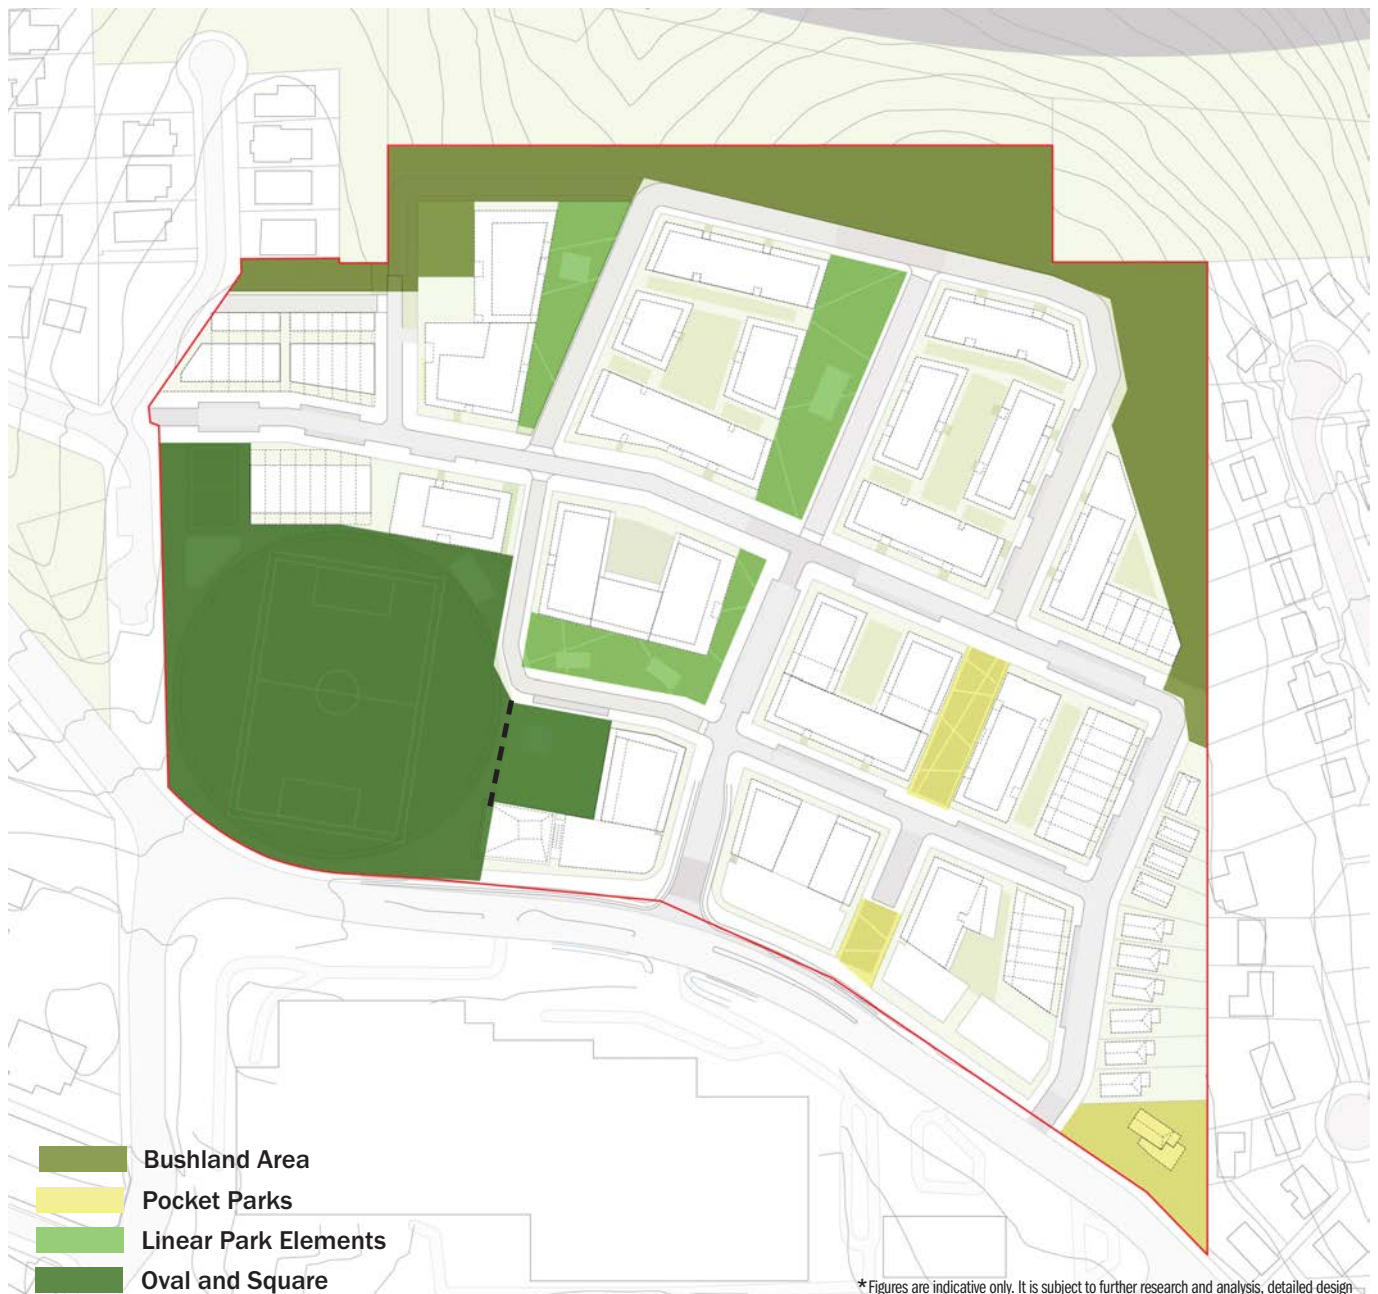 Bushland Area
Pocket Parks
Linear Park Elements
Oval and Square
* Figures are indicative only. It is subject to further research and analysis, detailed design